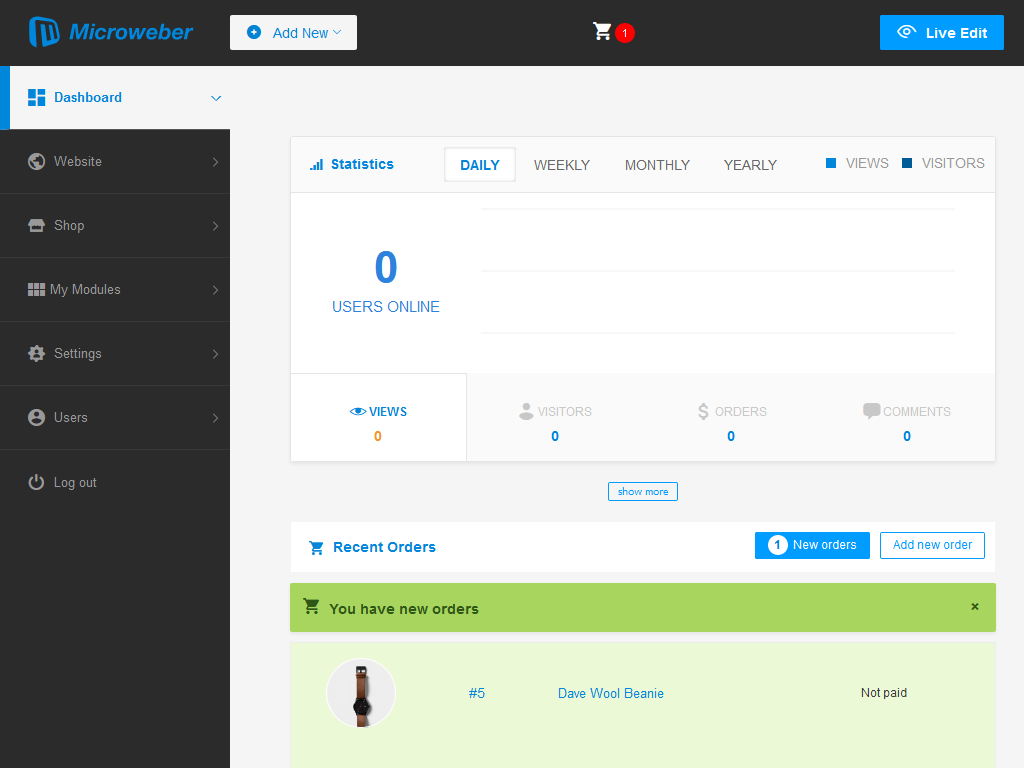 Microweber
Add New
1
Live Edit
Dashboard
Website
Shop
My Modules
Settings
Users
Log out
Statistics
DAILY
WEEKLY
MONTHLY
YEARLY
VIEWS
VISITORS
0
USERS ONLINE
VIEWS
0
VISITORS
0
$ ORDERS
0
COMMENTS
0
show more
Recent Orders
1 New orders
Add new order
You have new orders
×
#5
Dave Wool Beanie
Not paid